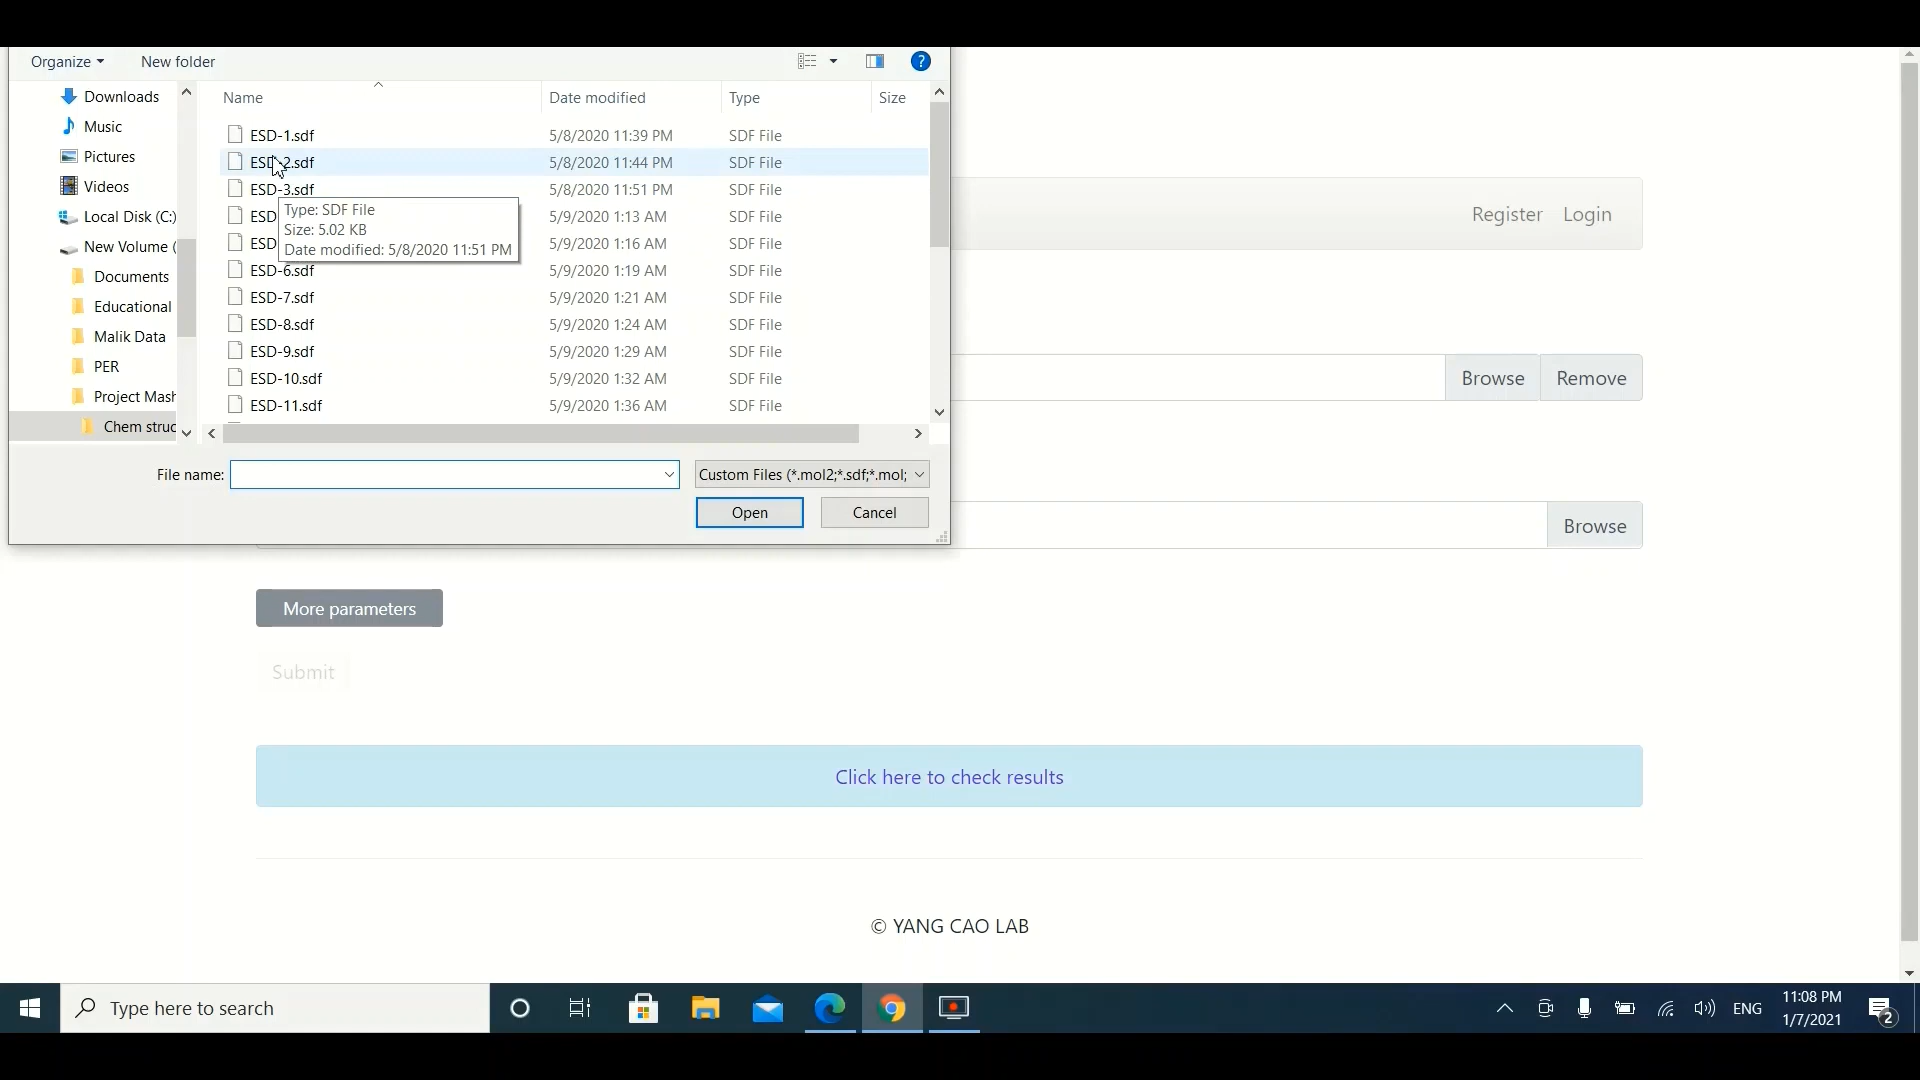 Organize
New folder
?
Downloads
Music
Pictures
Videos
Local Disk (C:)
New Volume (
Documents
Educational
Malik Data
PER
Project Mash
Chem struc
Name Date modified Type Size
ESD-1.sdf 5/8/2020 11:39 PM SDF File
ESD-2.sdf 5/8/2020 11:44 PM SDF File
ESD-3.sdf 5/8/2020 11:51 PM SDF File
ESD 5/9/2020 1:13 AM SDF File
ESD 5/9/2020 1:16 AM SDF File
ESD-6.sdf 5/9/2020 1:19 AM SDF File
ESD-7.sdf 5/9/2020 1:21 AM SDF File
ESD-8.sdf 5/9/2020 1:24 AM SDF File
ESD-9.sdf 5/9/2020 1:29 AM SDF File
ESD-10.sdf 5/9/2020 1:32 AM SDF File
ESD-11.sdf 5/9/2020 1:36 AM SDF File
Type: SDF File
Size: 5.02 KB
Date modified: 5/8/2020 11:51 PM
File name:
Custom Files (*.mol2;*.sdf;*.mol;
Open Cancel
Register Login
Browse Remove
Browse
More parameters
Submit
Click here to check results
© YANG CAO LAB
Type here to search
ENG
11:08 PM
1/7/2021
2